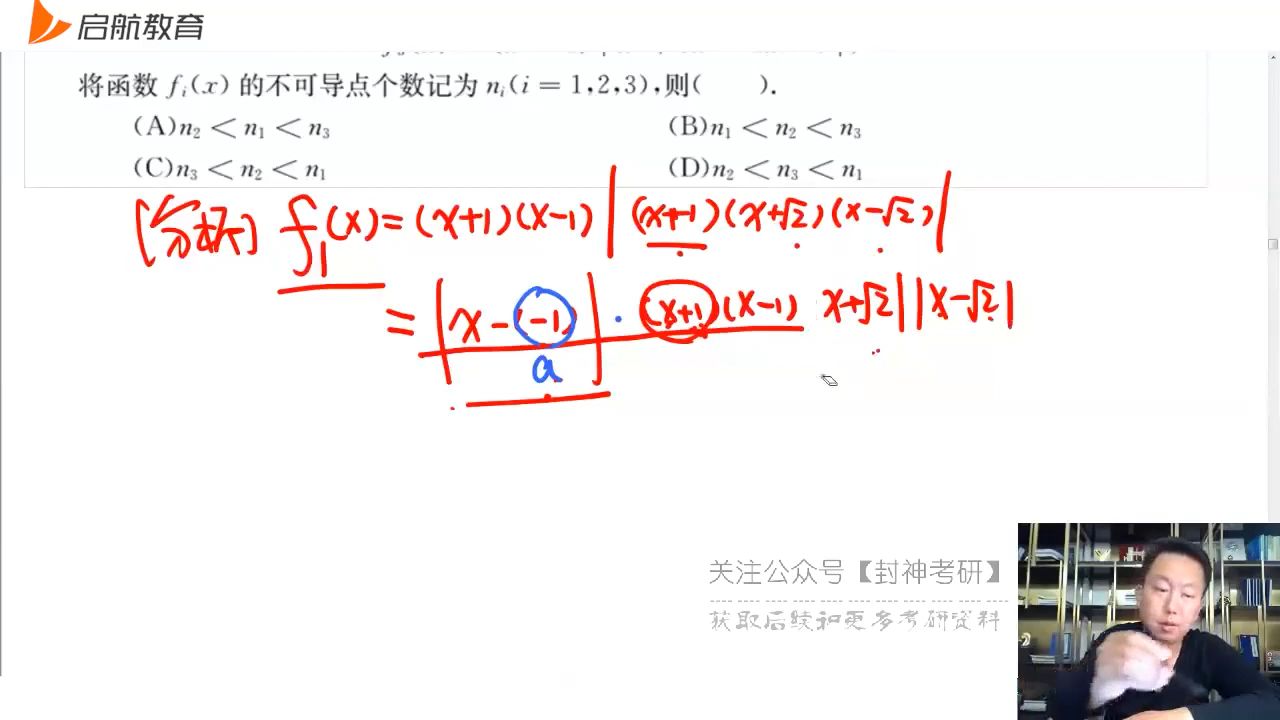 启航教育
将函数 fᵢ(x) 的不可导点个数记为 nᵢ(i = 1,2,3),则(    ).
(A)n₂ < n₁ < n₃ (B)n₁ < n₂ < n₃
(C)n₃ < n₂ < n₁ (D)n₂ < n₃ < n₁
[分析] f₁(x) = (x+1)(x-1)|(x+1)(x+√2)(x-√2)|
= |x-(-1)| · (x+1)(x-1) x+√2||x-√2|
a
关注公众号【封神考研】
获取后续和更多考研资料